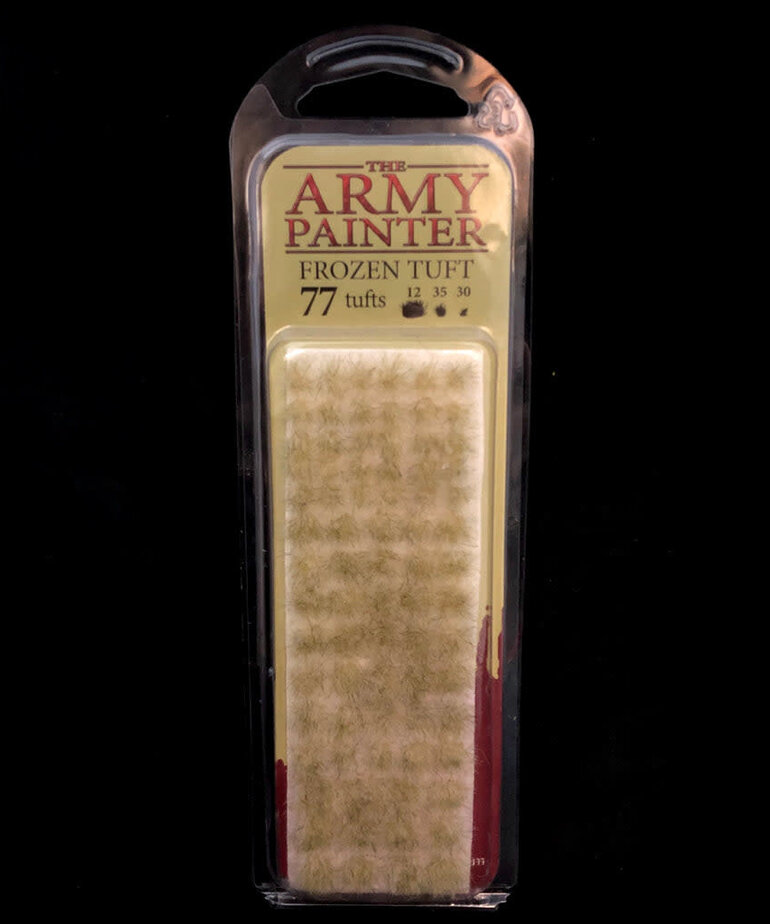 THE
ARMY
PAINTER
FROZEN TUFT
77 tufts 12 35 30